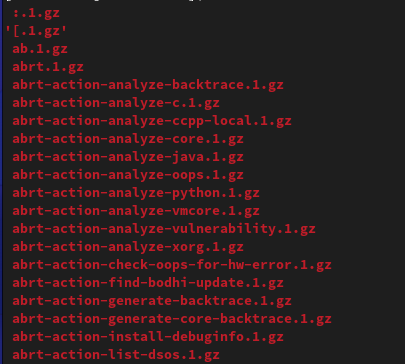 :.1.gz
'[.1.gz'
ab.1.gz
abrt.1.gz
abrt-action-analyze-backtrace.1.gz
abrt-action-analyze-c.1.gz
abrt-action-analyze-ccpp-local.1.gz
abrt-action-analyze-core.1.gz
abrt-action-analyze-java.1.gz
abrt-action-analyze-oops.1.gz
abrt-action-analyze-python.1.gz
abrt-action-analyze-vmcore.1.gz
abrt-action-analyze-vulnerability.1.gz
abrt-action-analyze-xorg.1.gz
abrt-action-check-oops-for-hw-error.1.gz
abrt-action-find-bodhi-update.1.gz
abrt-action-generate-backtrace.1.gz
abrt-action-generate-core-backtrace.1.gz
abrt-action-install-debuginfo.1.gz
abrt-action-list-dsos.1.gz